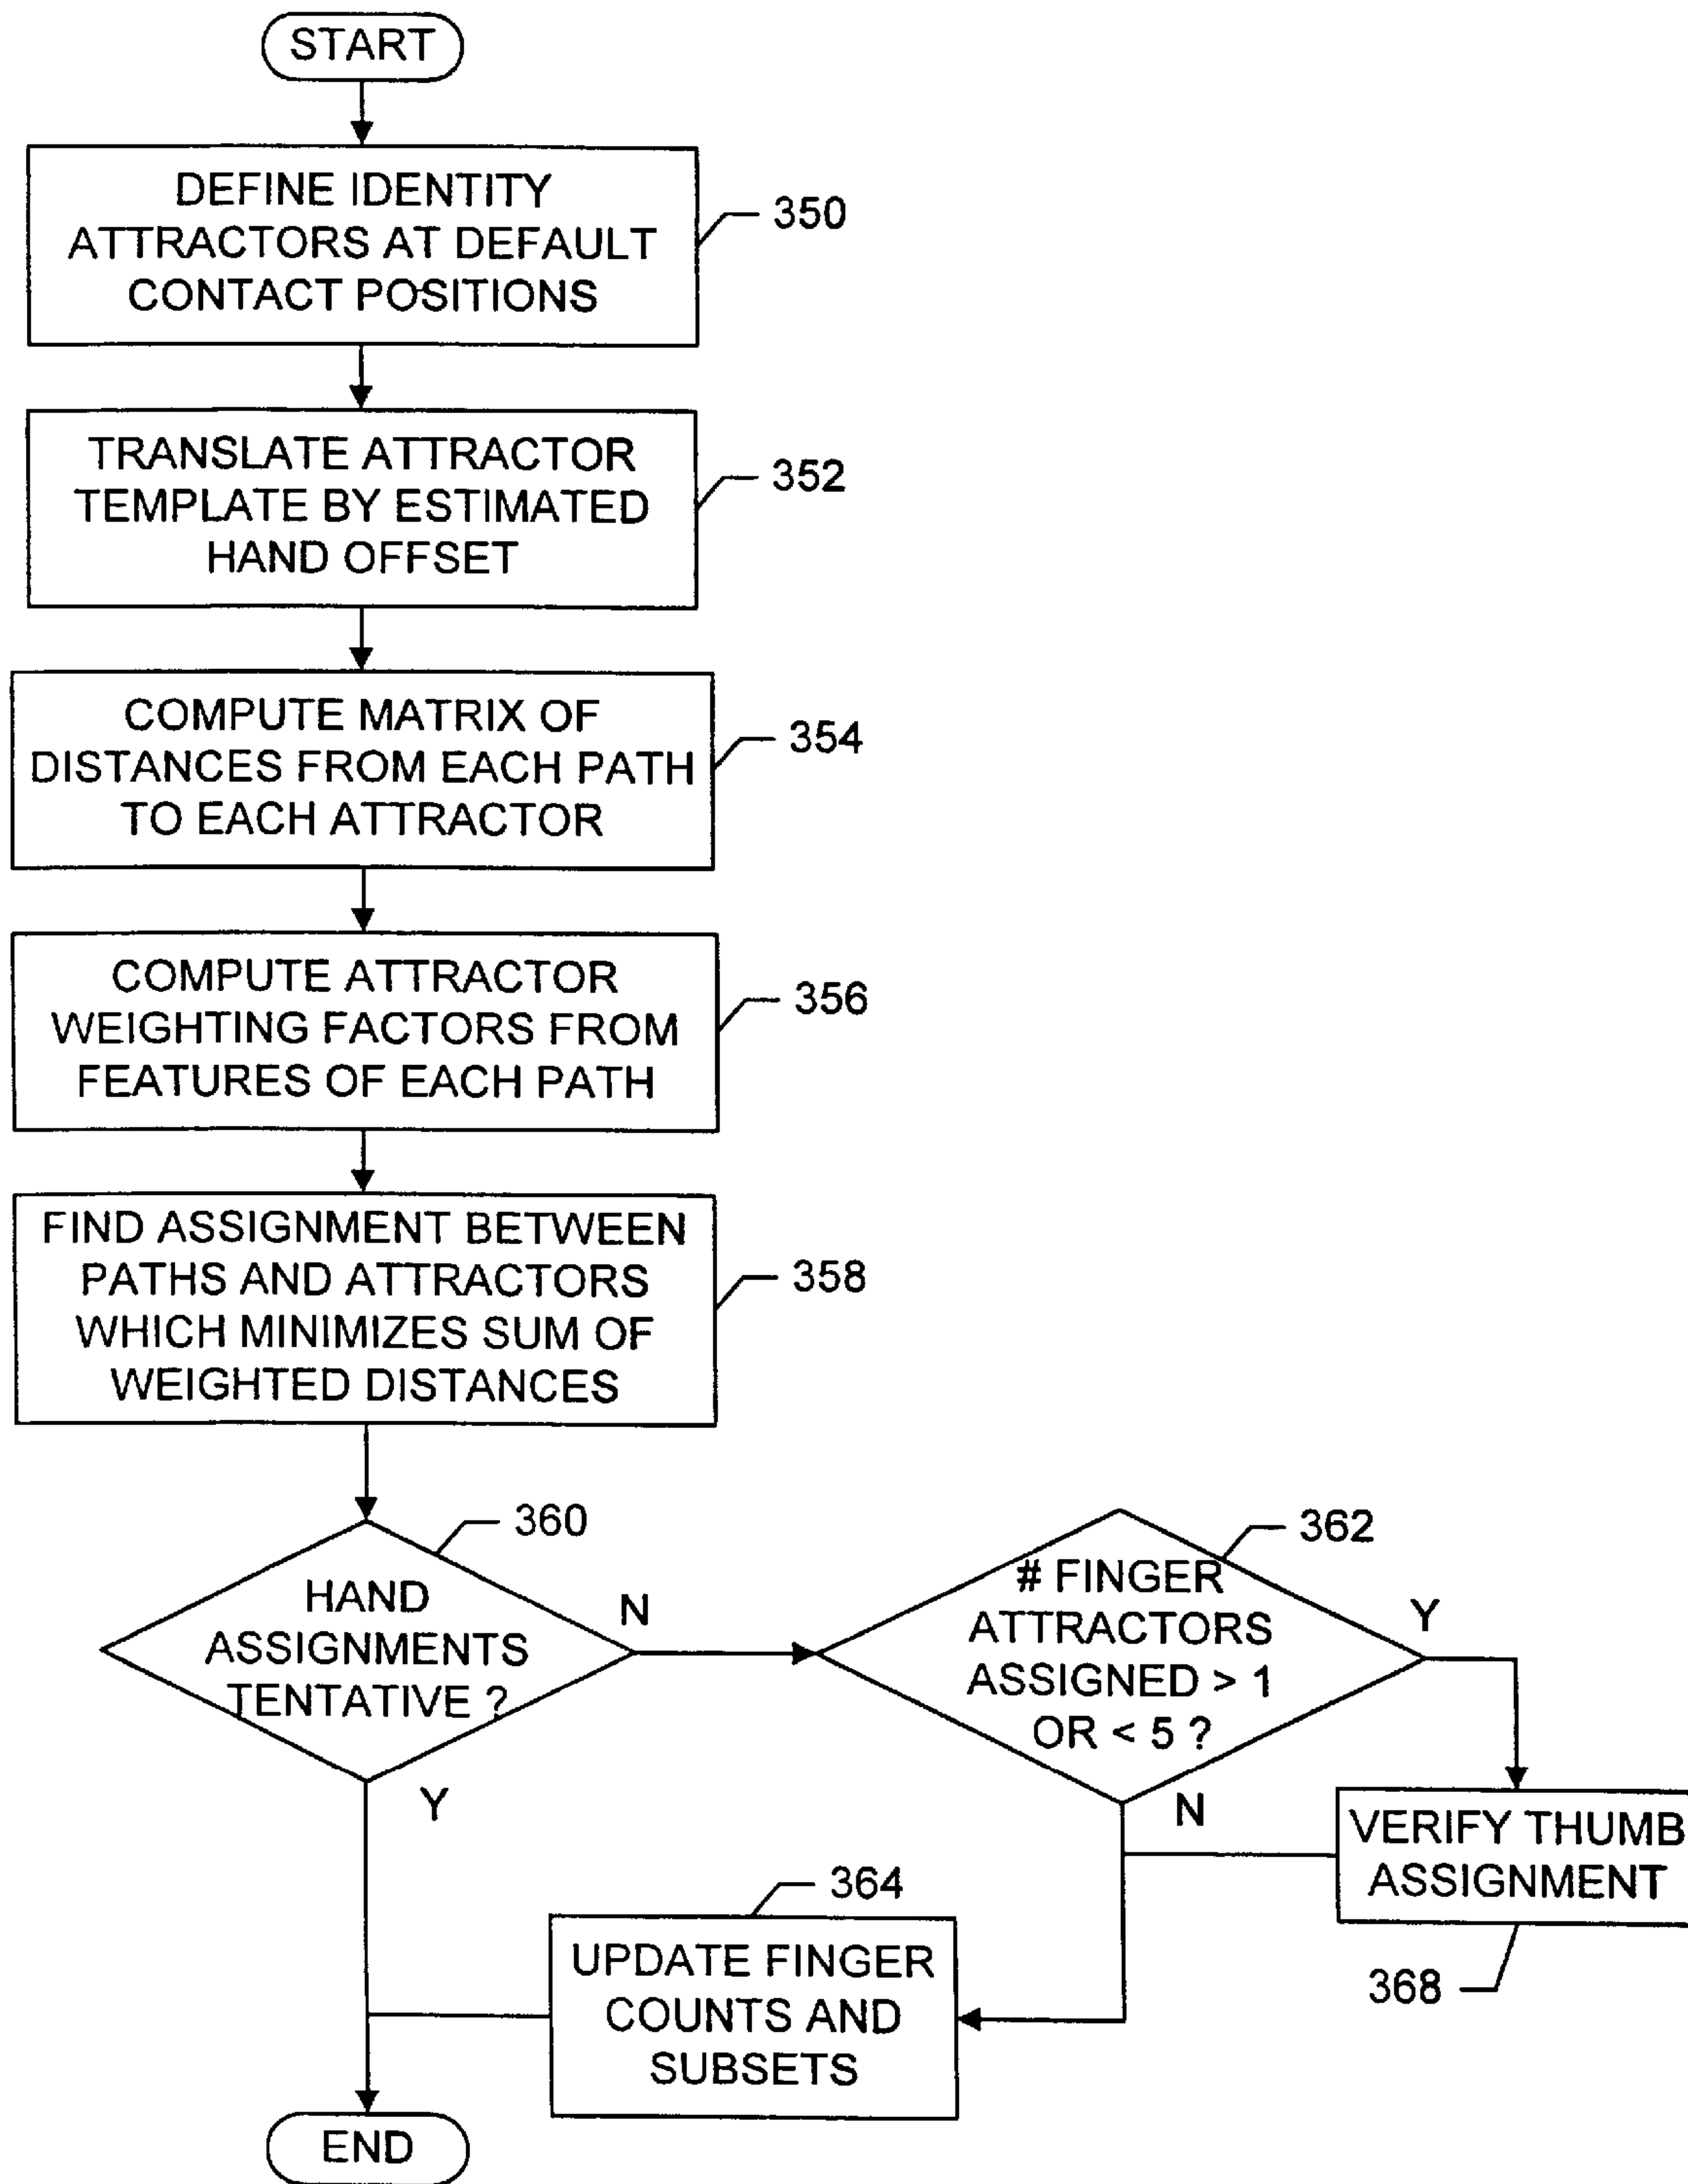 START
DEFINE IDENTITY
ATTRACTORS AT DEFAULT
CONTACT POSITIONS
350
TRANSLATE ATTRACTOR
TEMPLATE BY ESTIMATED
HAND OFFSET
352
COMPUTE MATRIX OF
DISTANCES FROM EACH PATH
TO EACH ATTRACTOR
354
COMPUTE ATTRACTOR
WEIGHTING FACTORS FROM
FEATURES OF EACH PATH
356
FIND ASSIGNMENT BETWEEN
PATHS AND ATTRACTORS
WHICH MINIMIZES SUM OF
WEIGHTED DISTANCES
358
360
HAND
ASSIGNMENTS
TENTATIVE ?
N
Y
362
# FINGER
ATTRACTORS
ASSIGNED > 1
OR < 5 ?
Y
N
VERIFY THUMB
ASSIGNMENT
368
364
UPDATE FINGER
COUNTS AND
SUBSETS
END